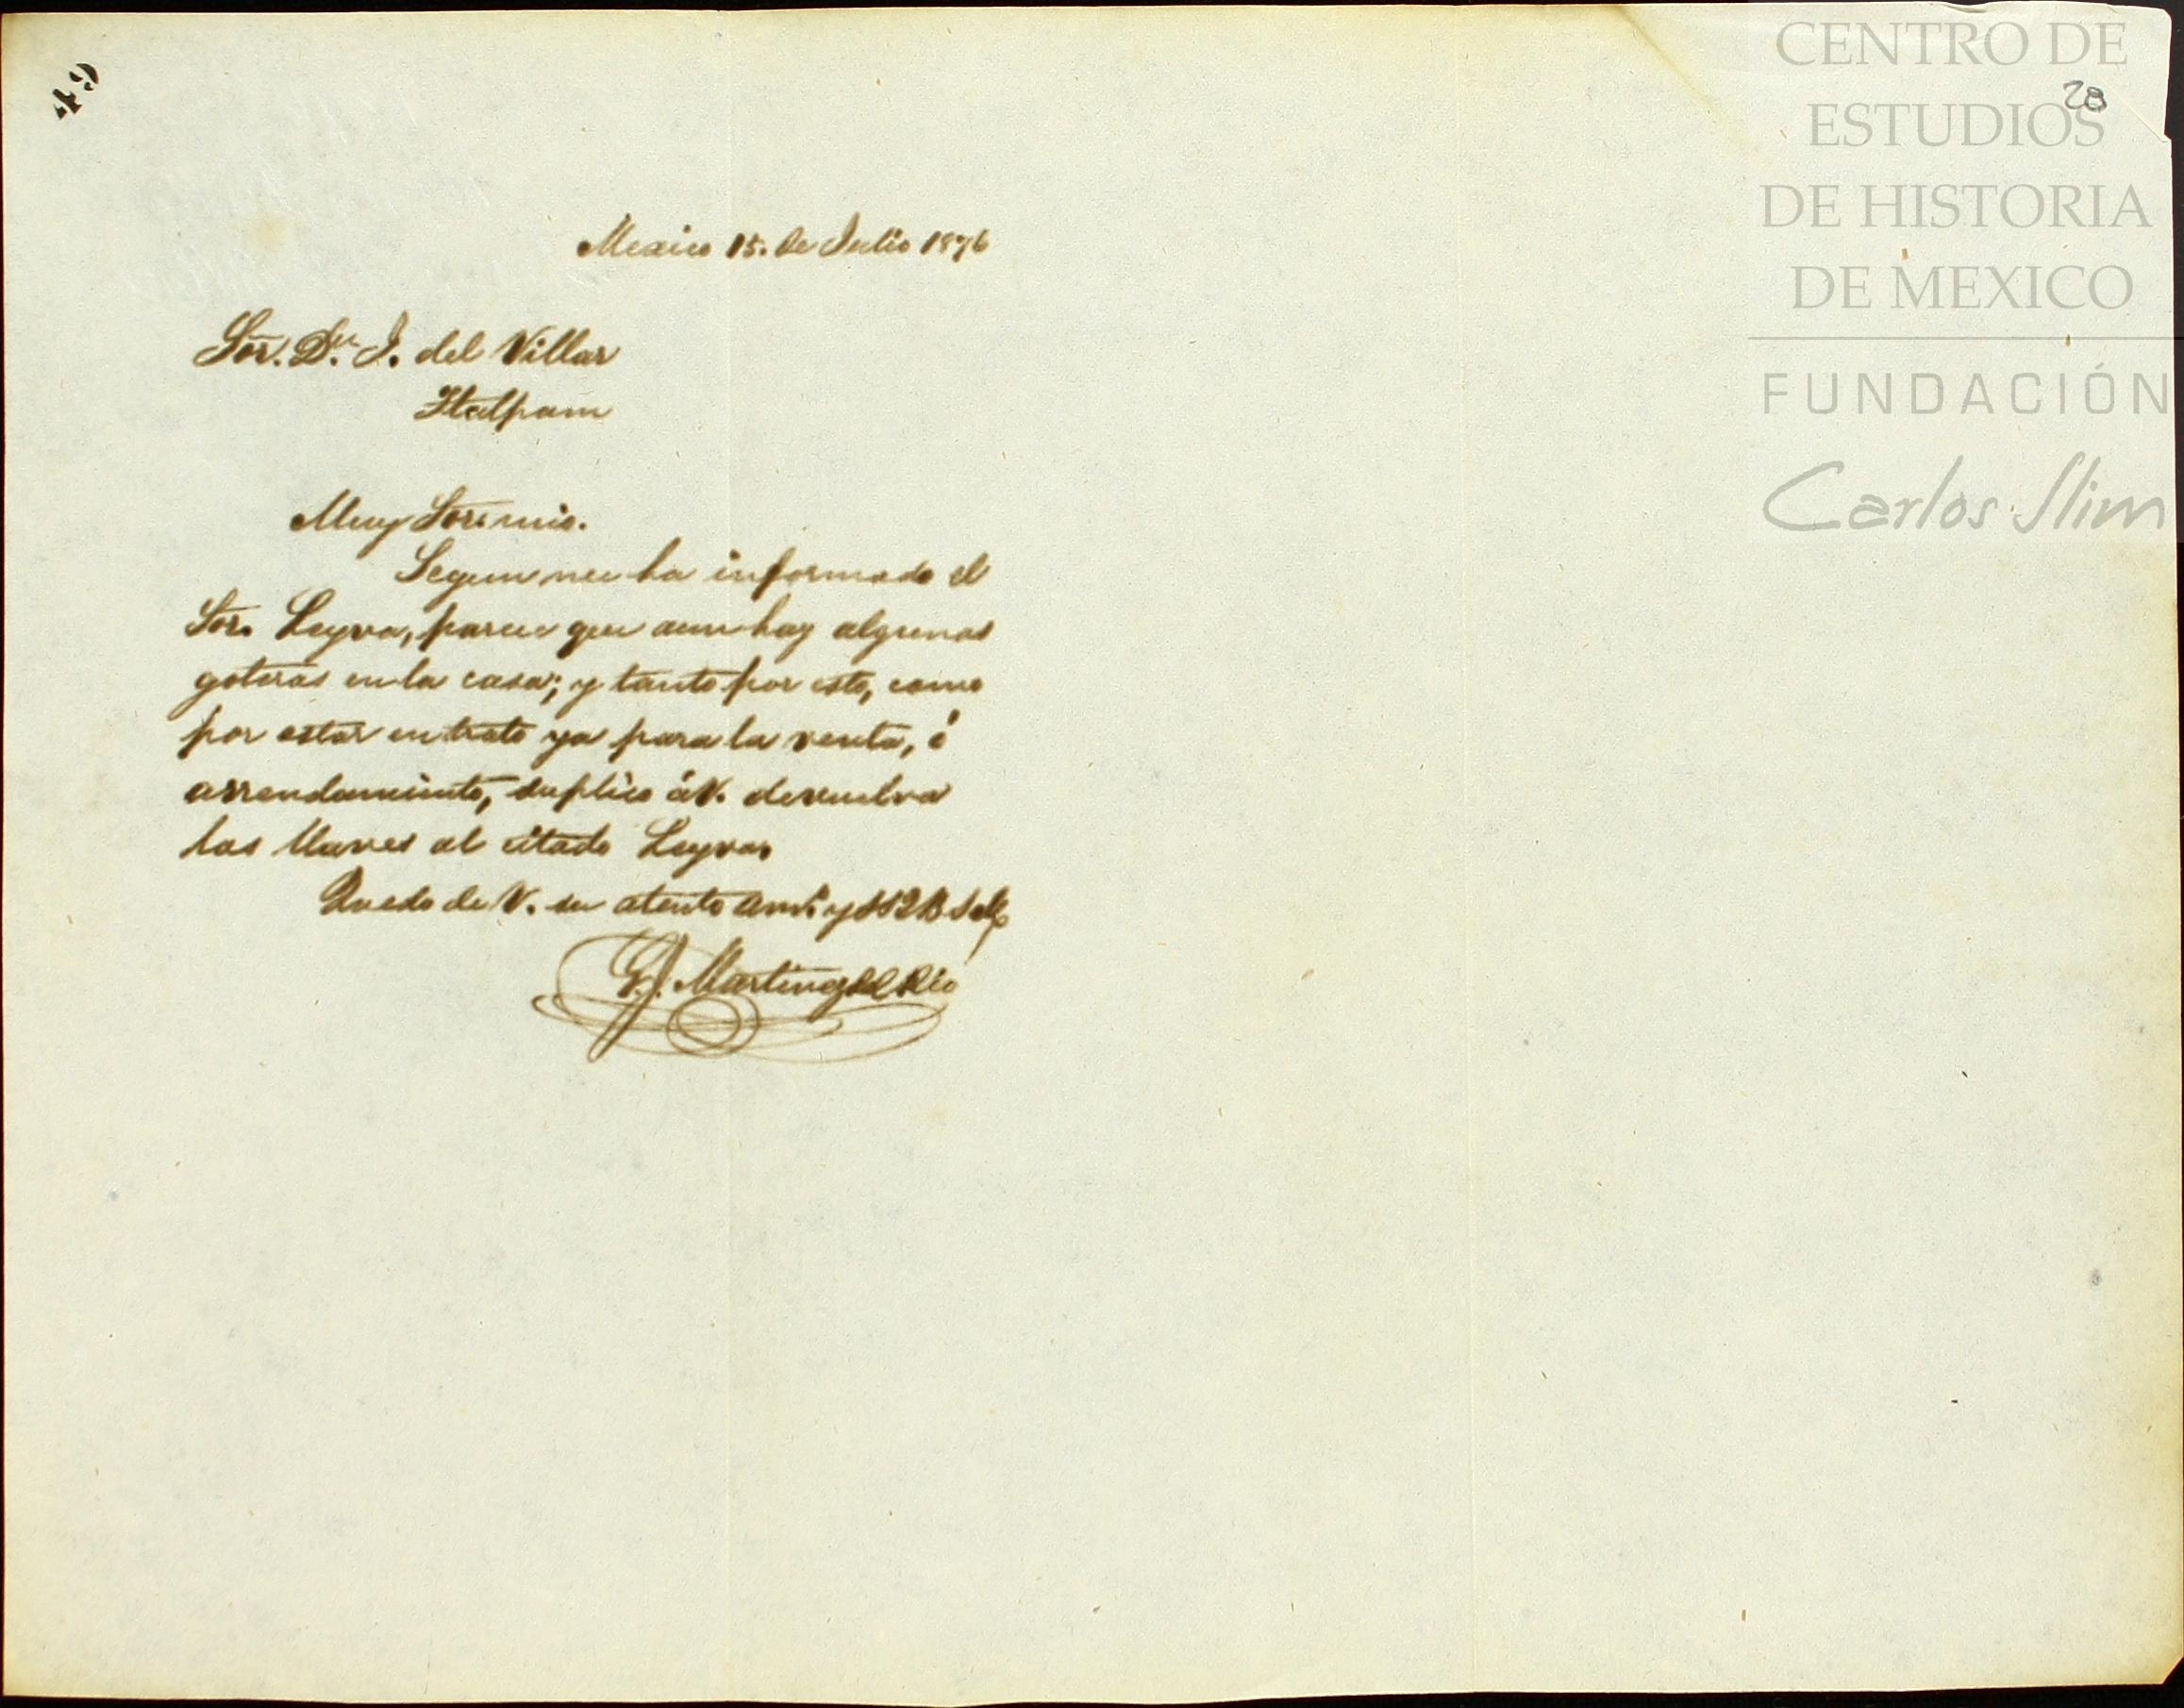 49
28
CENTRO DE
ESTUDIOS
DE HISTORIA
DE MEXICO
FUNDACIÓN
Carlos Slim
Mexico 15. de Julio 1876
Sor. Dn. J. del Villar
Tlalpam
Muy Sor. mio.
Segun me ha informado el
Sor. Leyva, parece que aun hay algunas
goteras en la casa; y tanto por esto, como
por estar en trato ya para la venta, ó
arrendamiento, suplico á V. devuelva
las llaves al citado Leyva.
Quedo de V. su atento amo. y SS Q B S M
Martinez del Rio